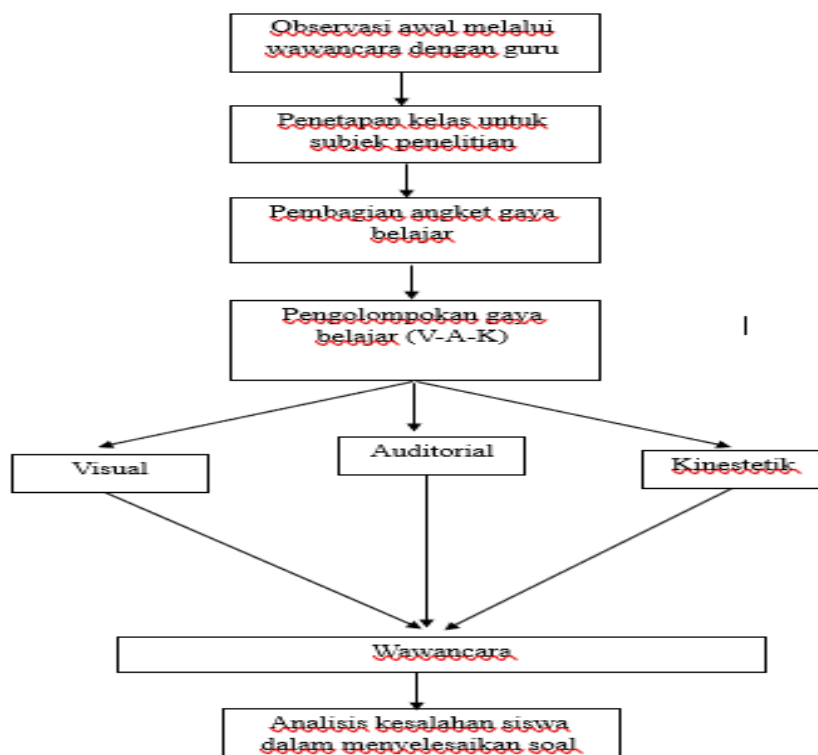 Observasi awal melalui
wawancara dengan guru
Penetapan kelas untuk
subjek penelitian
Pembagian angket gaya
belajar
Pengolompokan gaya
belajar (V-A-K)
Visual
Auditorial
Kinestetik
Wawancara
Analisis kesalahan siswa
dalam menyelesaikan soal